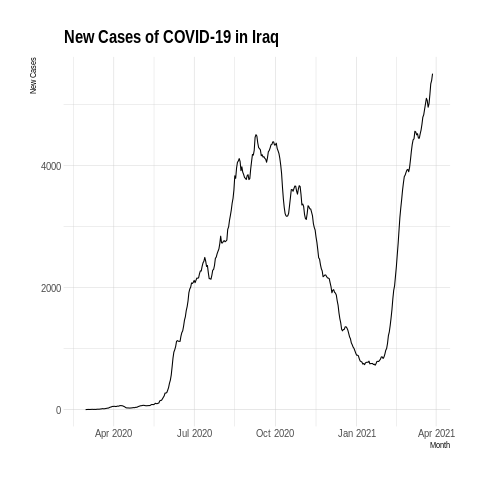 New Cases of COVID-19 in Iraq
New Cases
4000
2000
0
Apr 2020
Jul 2020
Oct 2020
Jan 2021
Apr 2021
Month